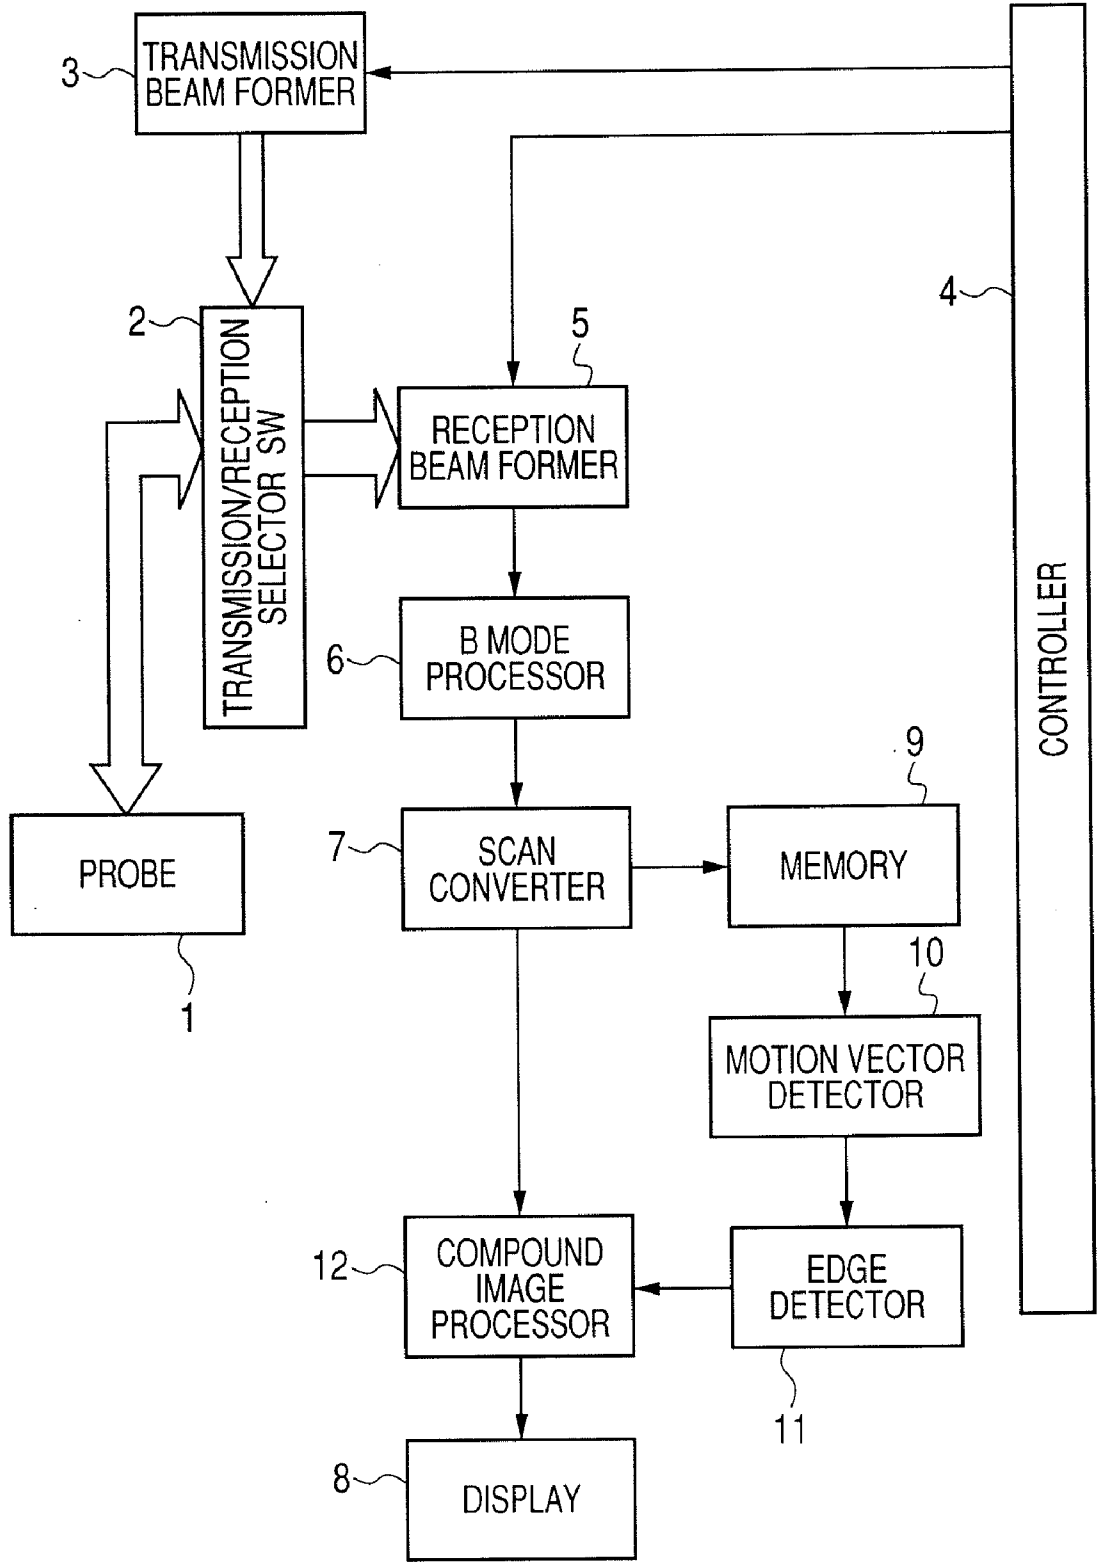 3
TRANSMISSION
BEAM FORMER
4
2
TRANSMISSION/RECEPTION
SELECTOR SW
5
RECEPTION
BEAM FORMER
CONTROLLER
6
B MODE
PROCESSOR
9
7
SCAN
CONVERTER
MEMORY
PROBE
1
10
MOTION VECTOR
DETECTOR
12
COMPOUND
IMAGE
PROCESSOR
EDGE
DETECTOR
11
8
DISPLAY